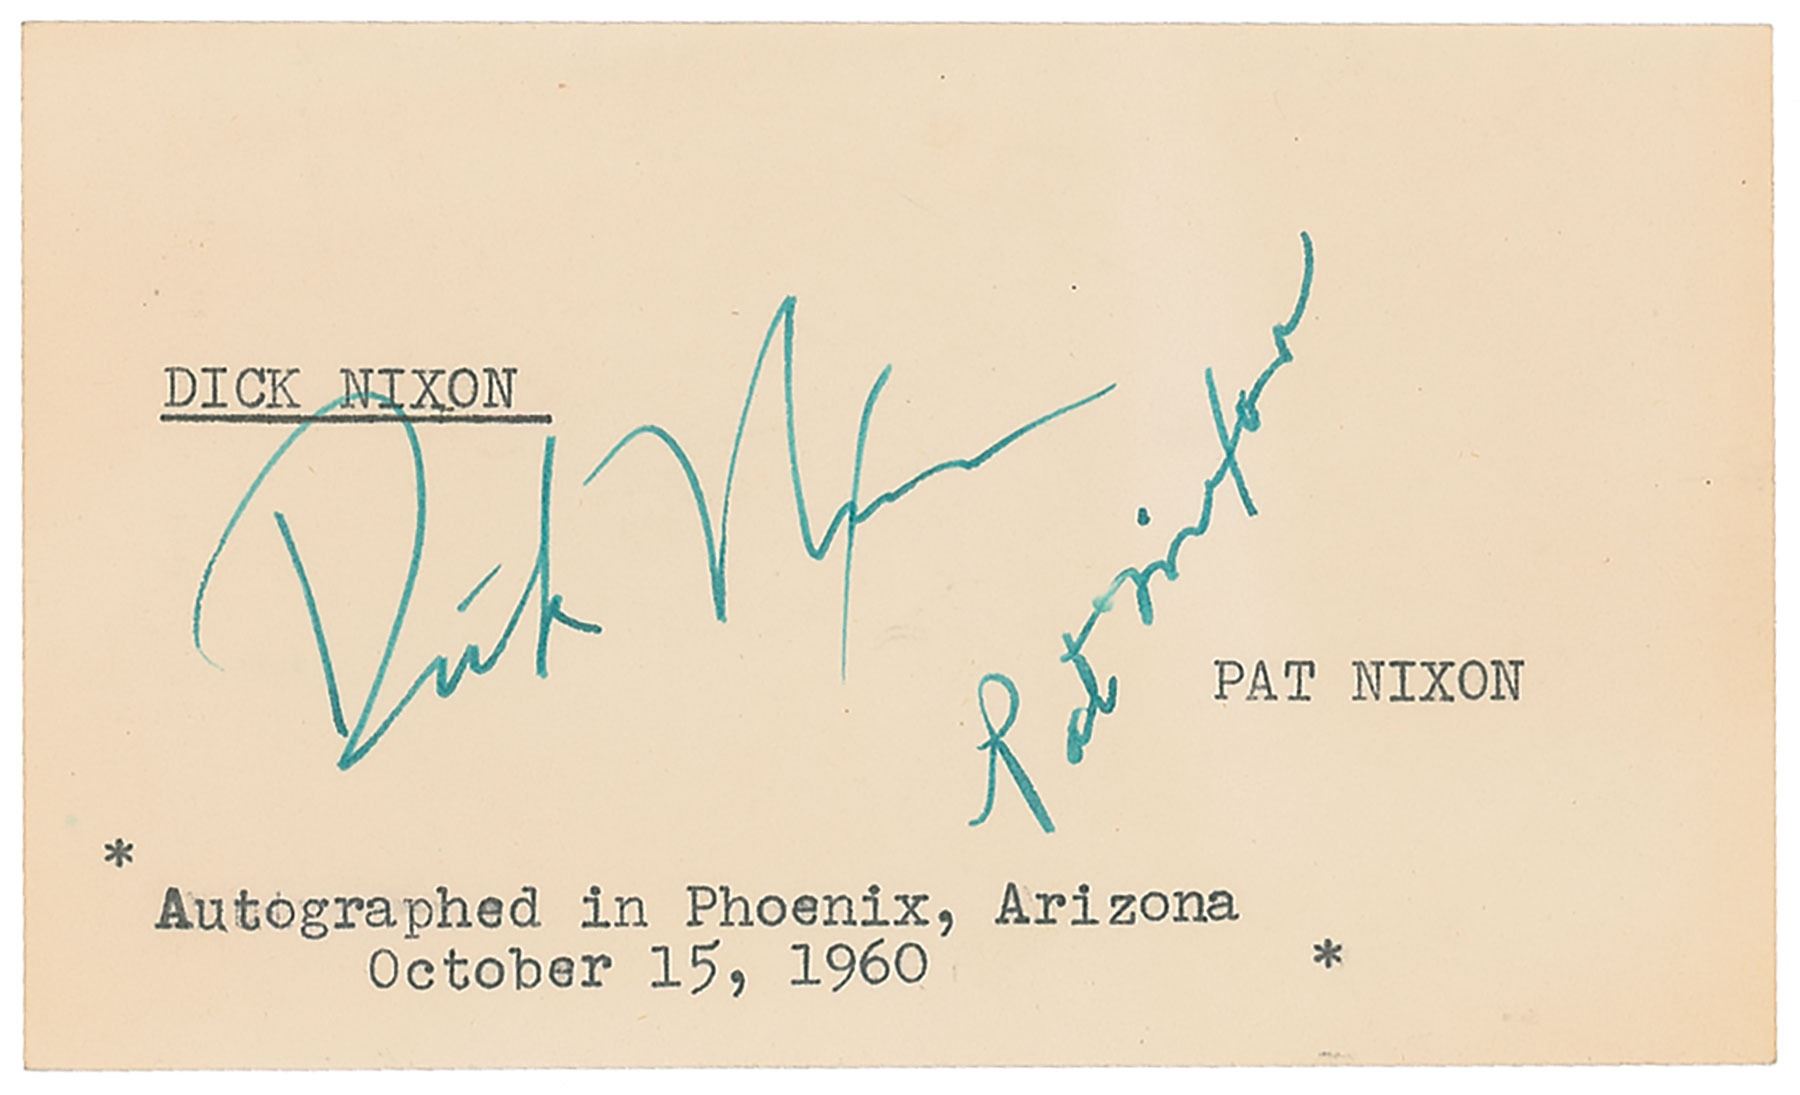 DICK NIXON
Dick Nixon
Pat Nixon
PAT NIXON
*
Autographed in Phoenix, Arizona
October 15, 1960 *